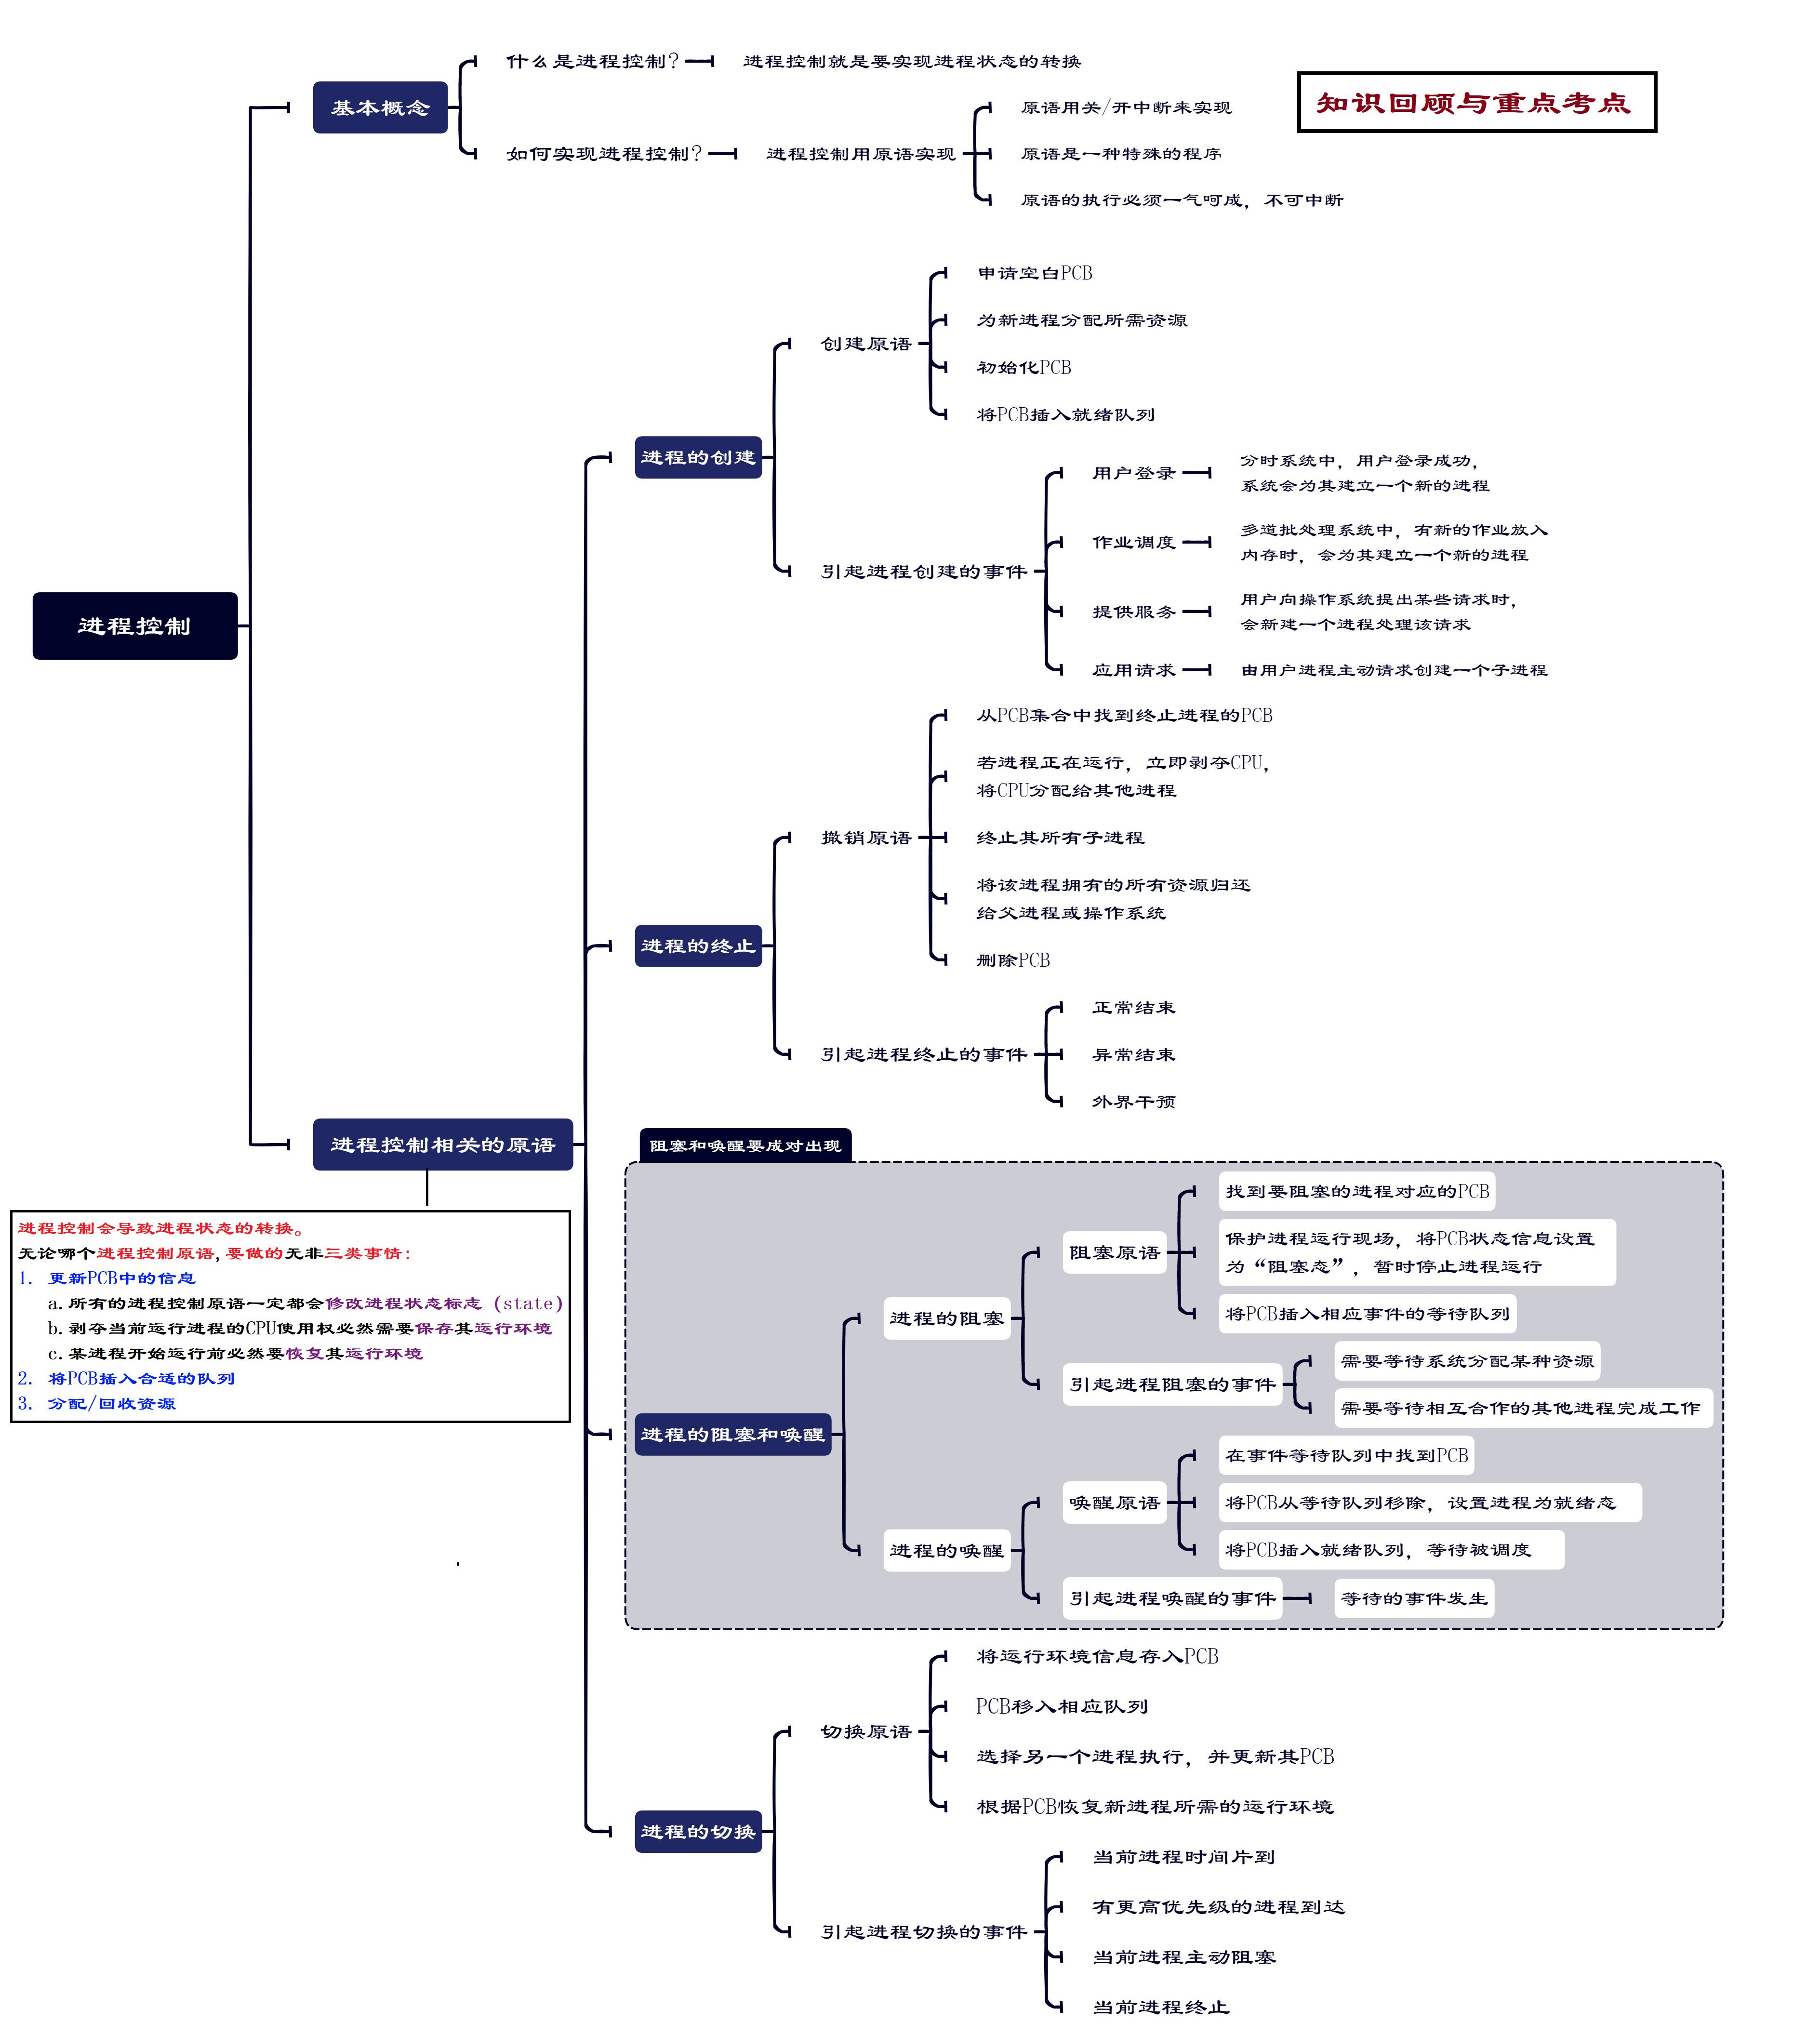 知识回顾与重点考点
进程控制
基本概念
什么是进程控制?
进程控制就是要实现进程状态的转换
如何实现进程控制?
进程控制用原语实现
原语用关/开中断来实现
原语是一种特殊的程序
原语的执行必须一气呵成，不可中断
进程控制相关的原语
进程控制会导致进程状态的转换。
无论哪个进程控制原语,要做的无非三类事情：
1. 更新PCB中的信息
a.所有的进程控制原语一定都会修改进程状态标志（state）
b.剥夺当前运行进程的CPU使用权必然需要保存其运行环境
c.某进程开始运行前必然要恢复其运行环境
2. 将PCB插入合适的队列
3. 分配/回收资源
进程的创建
创建原语
申请空白PCB
为新进程分配所需资源
初始化PCB
将PCB插入就绪队列
引起进程创建的事件
用户登录
分时系统中，用户登录成功，
系统会为其建立一个新的进程
作业调度
多道批处理系统中，有新的作业放入
内存时，会为其建立一个新的进程
提供服务
用户向操作系统提出某些请求时，
会新建一个进程处理该请求
应用请求
由用户进程主动请求创建一个子进程
进程的终止
撤销原语
从PCB集合中找到终止进程的PCB
若进程正在运行，立即剥夺CPU，
将CPU分配给其他进程
终止其所有子进程
将该进程拥有的所有资源归还
给父进程或操作系统
删除PCB
引起进程终止的事件
正常结束
异常结束
外界干预
阻塞和唤醒要成对出现
进程的阻塞和唤醒
进程的阻塞
阻塞原语
找到要阻塞的进程对应的PCB
保护进程运行现场，将PCB状态信息设置
为“阻塞态”，暂时停止进程运行
将PCB插入相应事件的等待队列
引起进程阻塞的事件
需要等待系统分配某种资源
需要等待相互合作的其他进程完成工作
进程的唤醒
唤醒原语
在事件等待队列中找到PCB
将PCB从等待队列移除，设置进程为就绪态
将PCB插入就绪队列，等待被调度
引起进程唤醒的事件
等待的事件发生
进程的切换
切换原语
将运行环境信息存入PCB
PCB移入相应队列
选择另一个进程执行，并更新其PCB
根据PCB恢复新进程所需的运行环境
引起进程切换的事件
当前进程时间片到
有更高优先级的进程到达
当前进程主动阻塞
当前进程终止